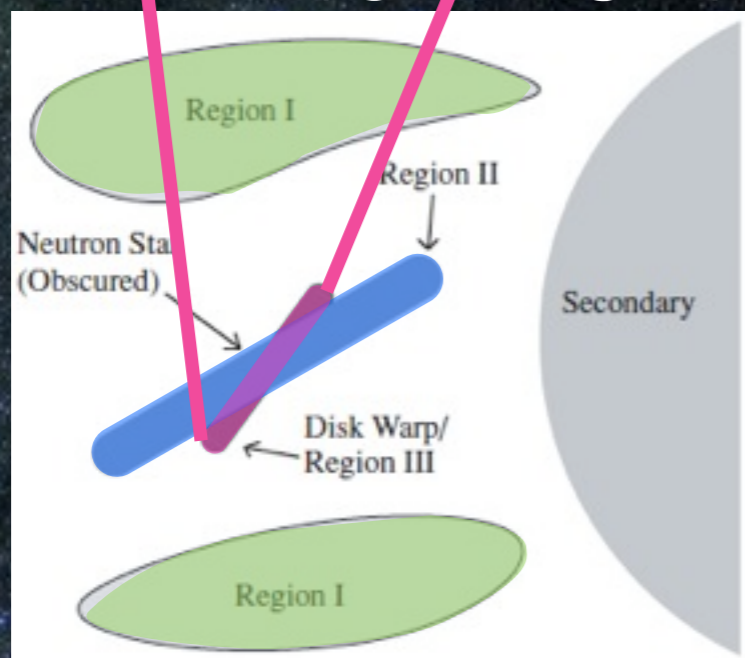 Region I
Region II
Neutron Sta
(Obscured)
Secondary
Disk Warp/
Region III
Region I